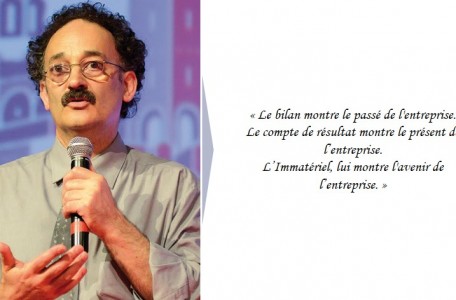 « Le bilan montre le passé de l'entreprise.
Le compte de résultat montre le présent d
l'entreprise.
L'Immatériel, lui montre l'avenir de
l'entreprise. »